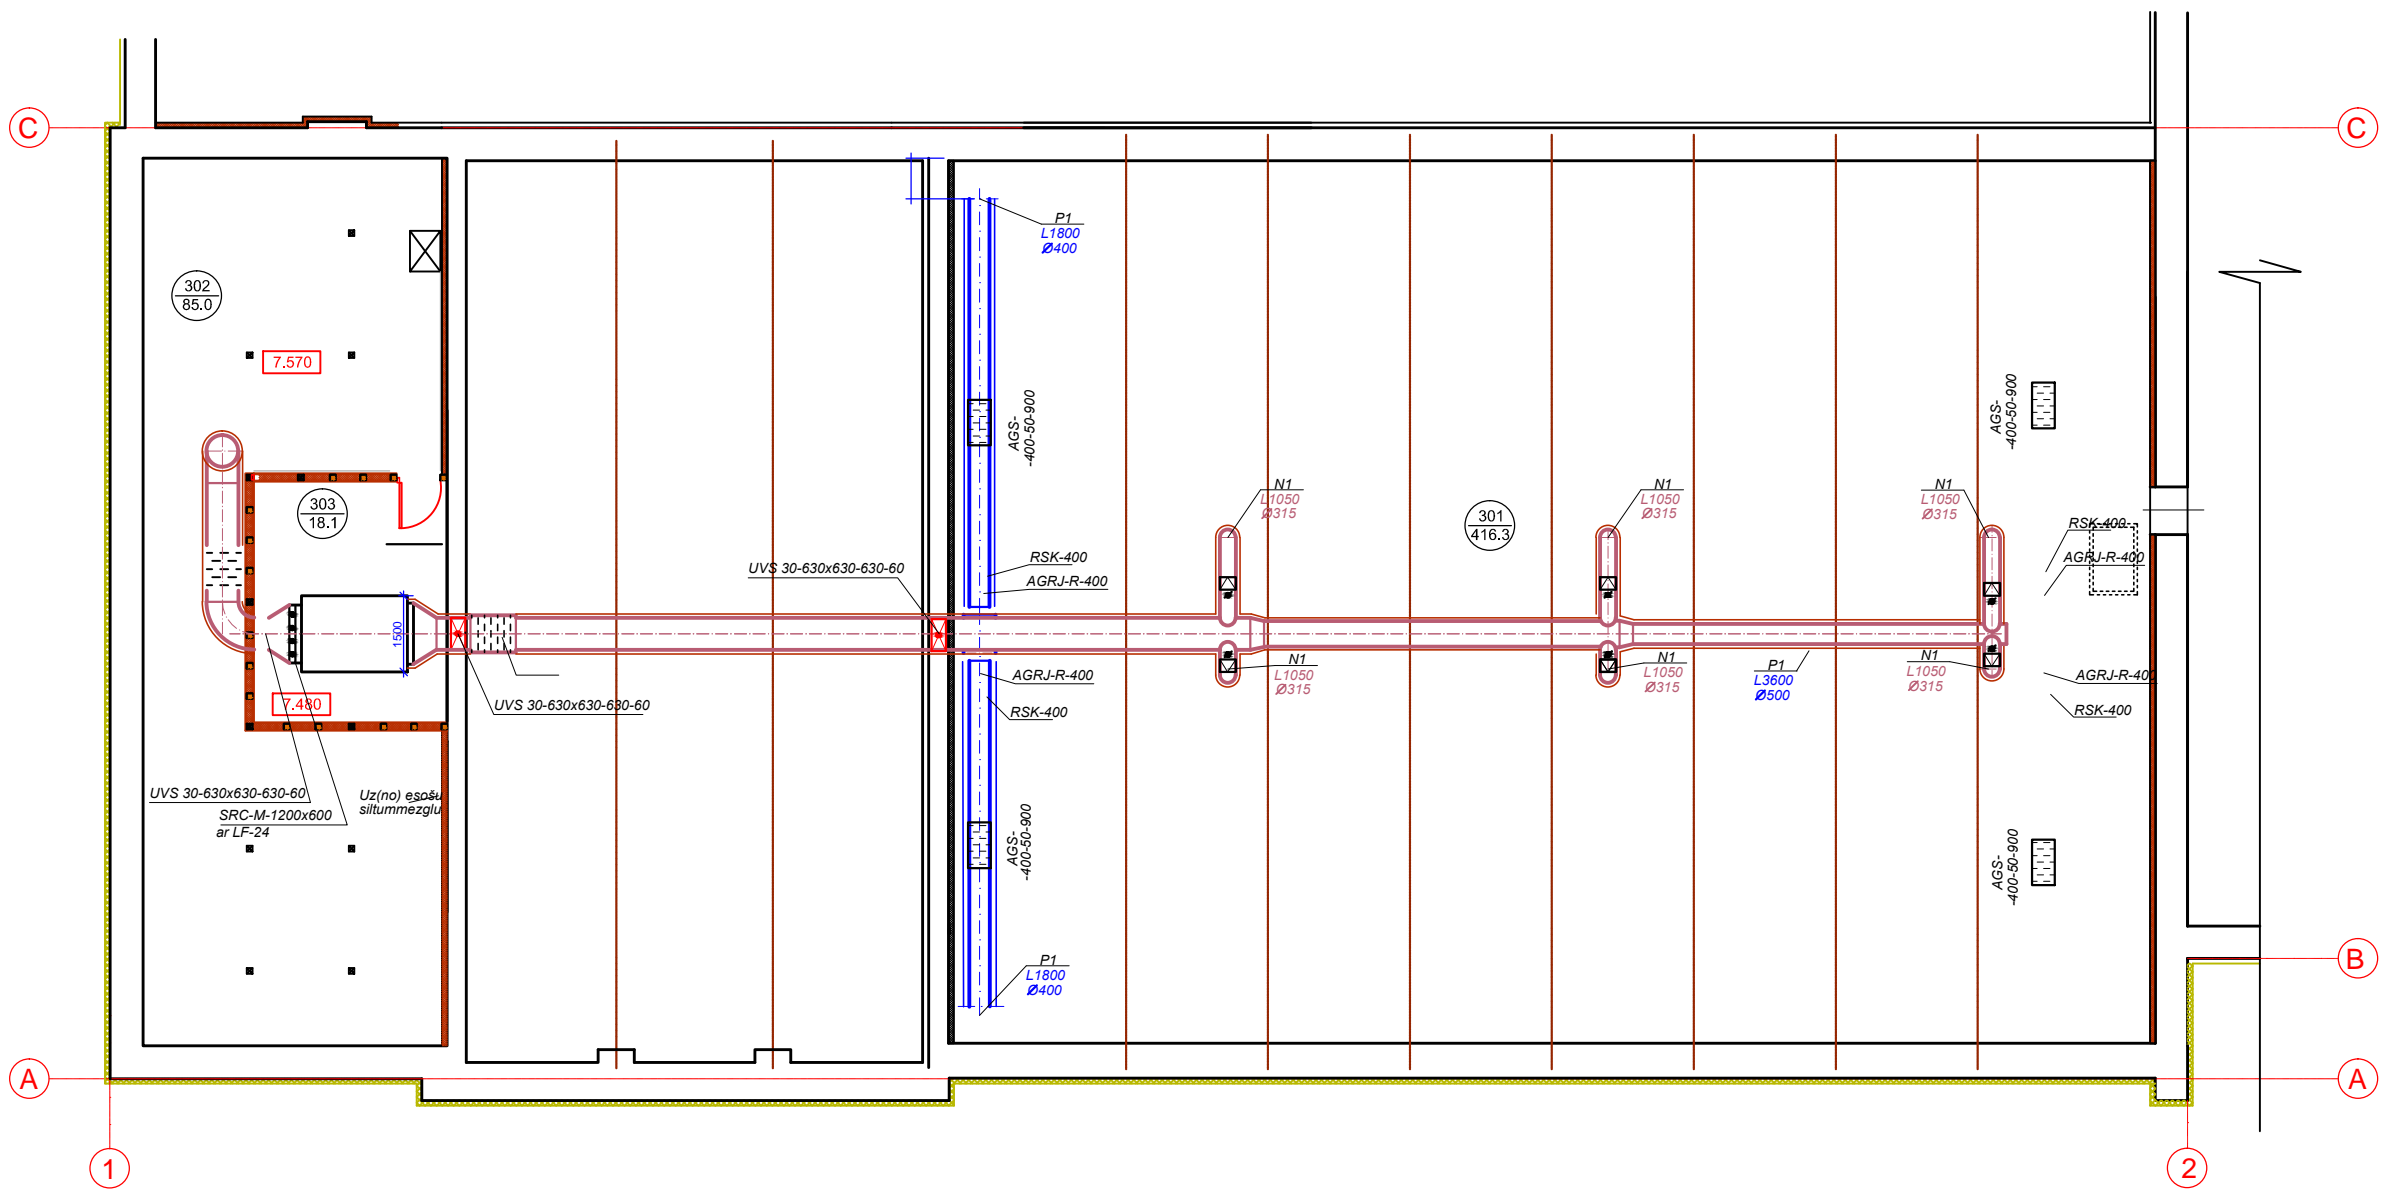 C
C
P1
L1800
Ø400
302
85.0
7.570
AGS-
-400-50-900
AGS-
-400-50-900
N1
L1050
Ø315
N1
L1050
Ø315
N1
L1050
Ø315
303
18.1
301
416.3
RSK-400
AGRJ-R-400
UVS 30-630x630-630-60
RSK-400
AGRJ-R-400
1500
N1
L1050
Ø315
N1
L1050
Ø315
P1
L3600
Ø500
N1
L1050
Ø315
AGRJ-R-400
RSK-400
AGRJ-R-400
RSK-400
7.480
UVS 30-630x630-630-60
UVS 30-630x630-630-60
SRC-M-1200x600
ar LF-24
Uz(no) esošu
siltummezglu
AGS-
-400-50-900
AGS-
-400-50-900
P1
L1800
Ø400
B
A
A
1
2